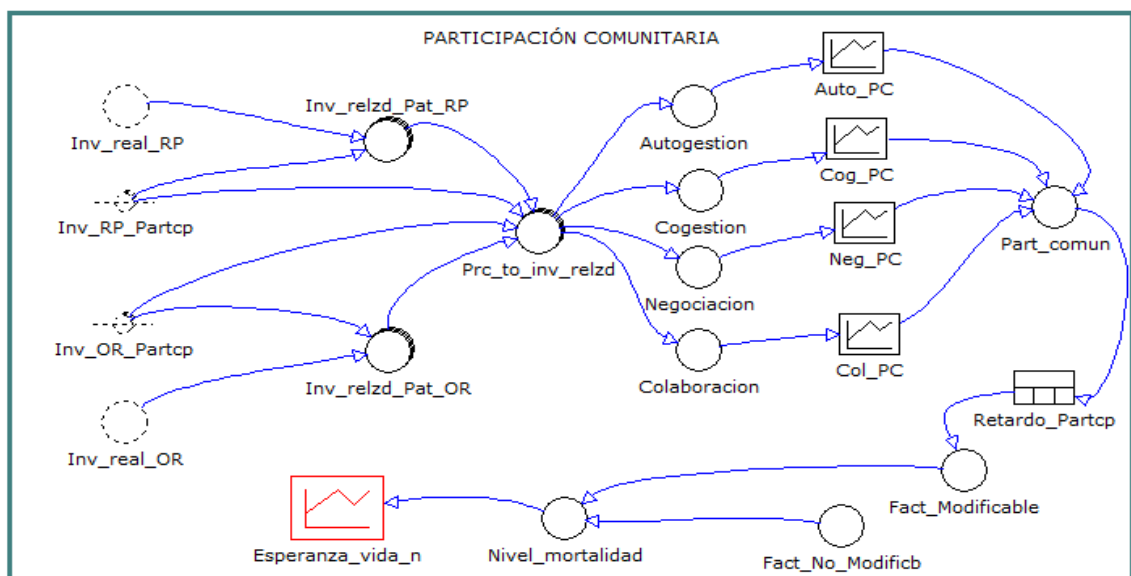 PARTICIPACIÓN COMUNITARIA
Inv_real_RP
Inv_relzd_Pat_RP
Autogestion
Auto_PC
Inv_RP_Partcp
Cogestion
Cog_PC
Prc_to_inv_relzd
Part_comun
Negociacion
Neg_PC
Inv_OR_Partcp
Inv_relzd_Pat_OR
Colaboracion
Col_PC
Retardo_Partcp
Inv_real_OR
Fact_Modificable
Esperanza_vida_n
Nivel_mortalidad
Fact_No_Modificb